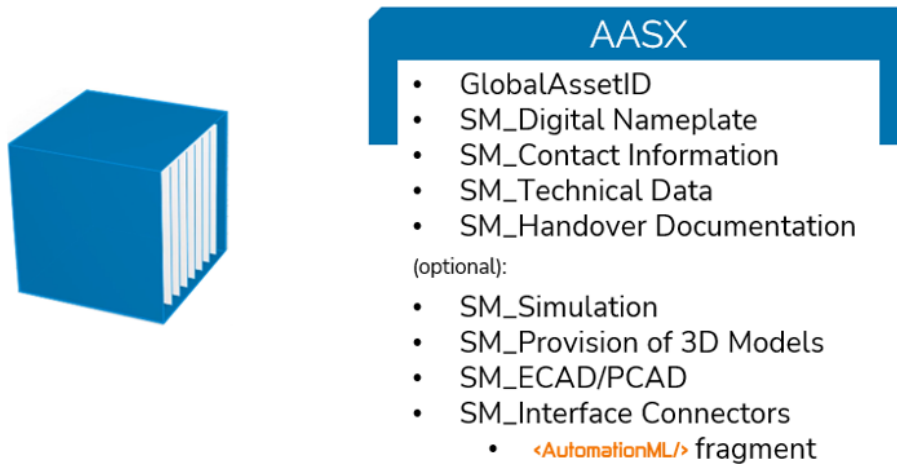 AASX
• GlobalAssetID
• SM_Digital Nameplate
• SM_Contact Information
• SM_Technical Data
• SM_Handover Documentation
(optional):
• SM_Simulation
• SM_Provision of 3D Models
• SM_ECAD/PCAD
• SM_Interface Connectors
• <AutomationML/> fragment